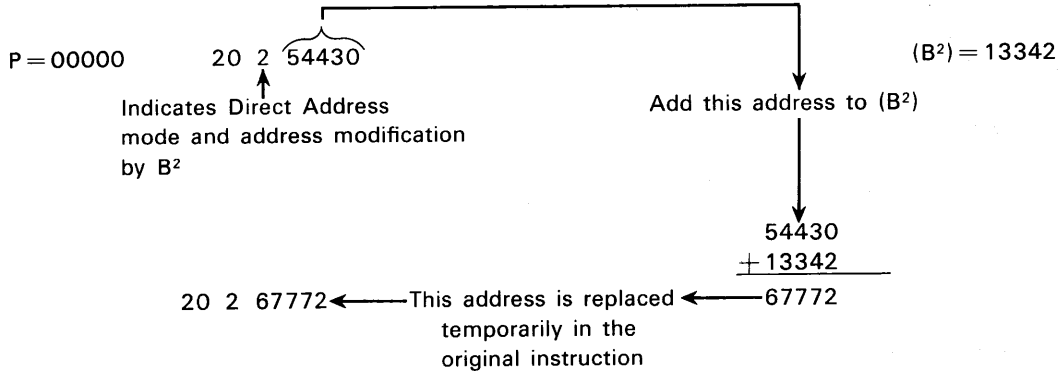 P = 00000 20 2 54430 (B²) = 13342
Indicates Direct Address
mode and address modification
by B²
Add this address to (B²)
54430
+13342
67772
This address is replaced
temporarily in the
original instruction
20 2 67772